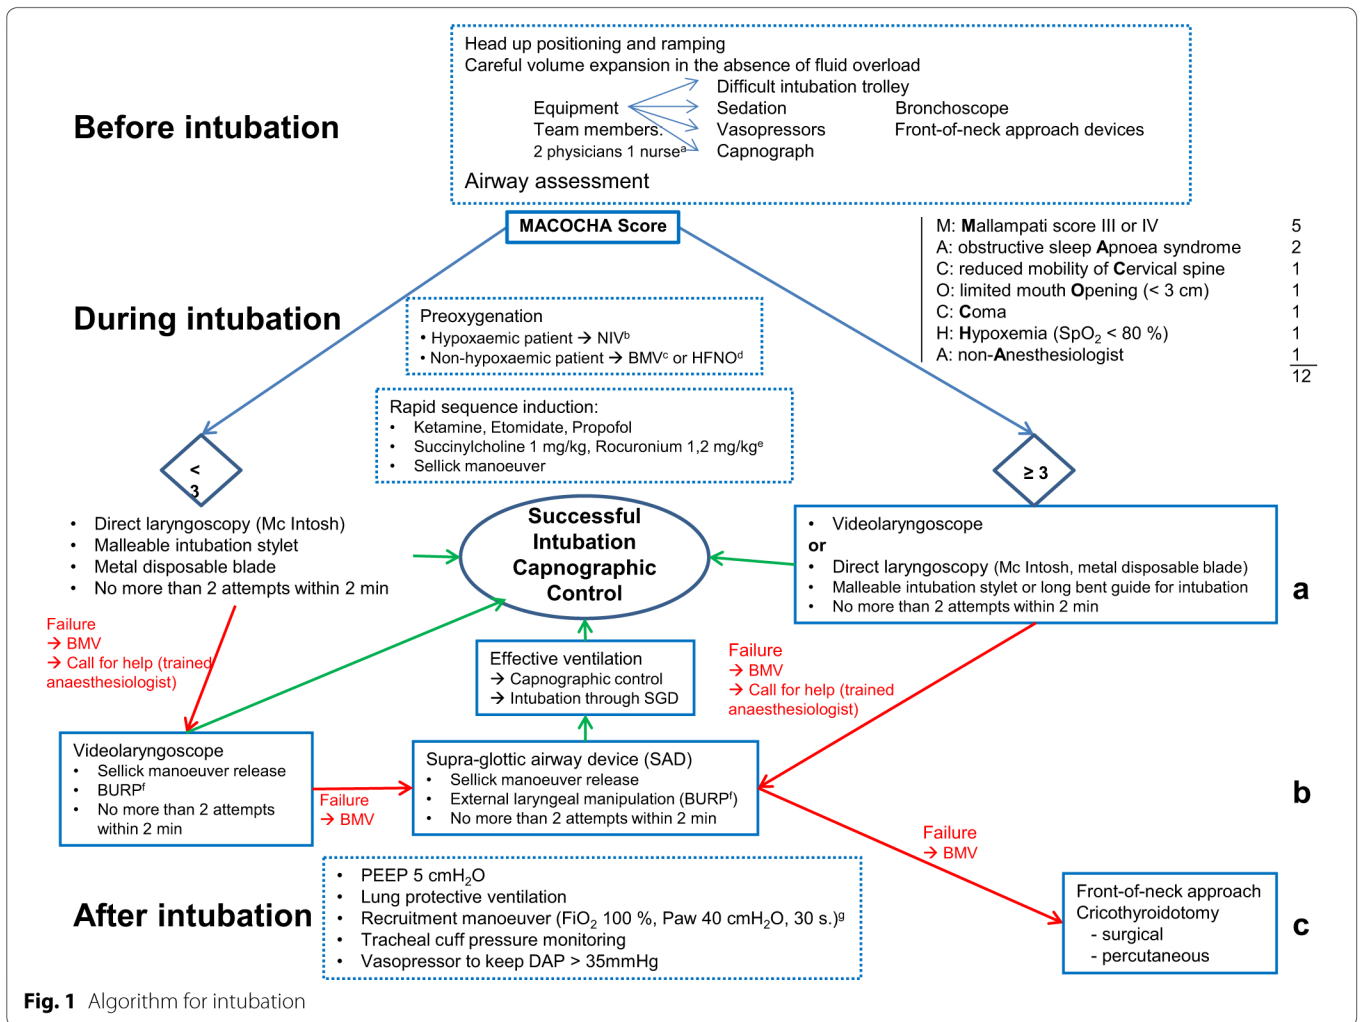 Before intubation
Head up positioning and ramping
Careful volume expansion in the absence of fluid overload
Difficult intubation trolley
Equipment
Sedation
Bronchoscope
Team members:
Vasopressors
Front-of-neck approach devices
2 physicians 1 nurseᵃ
Capnograph
Airway assessment
MACOCHA Score
M: Mallampati score III or IV 5
A: obstructive sleep Apnoea syndrome 2
C: reduced mobility of Cervical spine 1
O: limited mouth Opening (< 3 cm) 1
C: Coma 1
H: Hypoxemia (SpO₂ < 80 %) 1
A: non-Anesthesiologist 1
12
During intubation
Preoxygenation
• Hypoxaemic patient → NIVᵇ
• Non-hypoxaemic patient → BMVᶜ or HFNOᵈ
Rapid sequence induction:
• Ketamine, Etomidate, Propofol
• Succinylcholine 1 mg/kg, Rocuronium 1,2 mg/kgᵉ
• Sellick manoeuver
<
3
≥ 3
• Direct laryngoscopy (Mc Intosh)
• Malleable intubation stylet
• Metal disposable blade
• No more than 2 attempts within 2 min
Successful
Intubation
Capnographic
Control
• Videolaryngoscope
or
• Direct laryngoscopy (Mc Intosh, metal disposable blade)
• Malleable intubation stylet or long bent guide for intubation
• No more than 2 attempts within 2 min
a
Failure
→ BMV
→ Call for help (trained
anaesthesiologist)
Effective ventilation
→ Capnographic control
→ Intubation through SGD
Failure
→ BMV
→ Call for help (trained
anaesthesiologist)
Videolaryngoscope
• Sellick manoeuver release
• BURPᶠ
• No more than 2 attempts
within 2 min
Failure
→ BMV
Supra-glottic airway device (SAD)
• Sellick manoeuver release
• External laryngeal manipulation (BURPᶠ)
• No more than 2 attempts within 2 min
b
Failure
→ BMV
After intubation
• PEEP 5 cmH₂O
• Lung protective ventilation
• Recruitment manoeuver (FiO₂ 100 %, Paw 40 cmH₂O, 30 s.)ᵍ
• Tracheal cuff pressure monitoring
• Vasopressor to keep DAP > 35mmHg
Front-of-neck approach
Cricothyroidotomy
- surgical
- percutaneous
c
Fig. 1 Algorithm for intubation